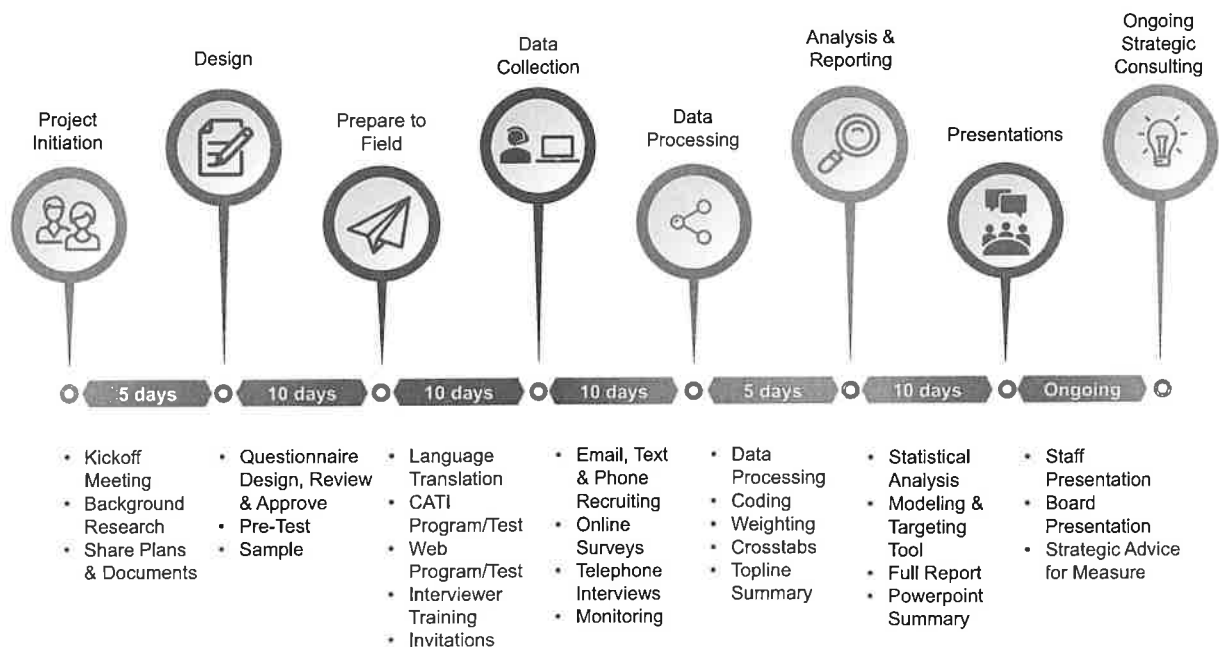 Project
Initiation
Design
Prepare to
Field
Data
Collection
Data
Processing
Analysis &
Reporting
Presentations
Ongoing
Strategic
Consulting
5 days
10 days
10 days
10 days
5 days
10 days
Ongoing
• Kickoff
Meeting
• Background
Research
• Share Plans
& Documents
• Questionnaire
Design, Review
& Approve
• Pre-Test
• Sample
• Language
Translation
• CATI
Program/Test
• Web
Program/Test
• Interviewer
Training
• Invitations
• Email, Text
& Phone
Recruiting
• Online
Surveys
• Telephone
Interviews
• Monitoring
• Data
Processing
• Coding
• Weighting
• Crosstabs
• Topline
Summary
• Statistical
Analysis
• Modeling &
Targeting
Tool
• Full Report
• Powerpoint
Summary
• Staff
Presentation
• Board
Presentation
• Strategic Advice
for Measure